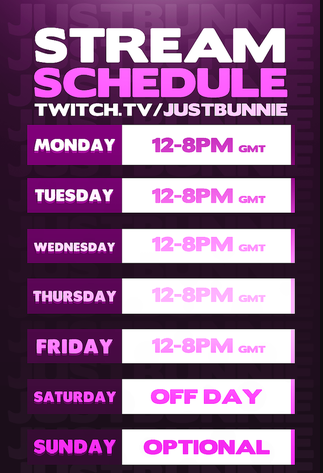 STREAM
SCHEDULE
TWITCH.TV/JUSTBUNNIE
MONDAY 12-8PM GMT
TUESDAY 12-8PM GMT
WEDNESDAY 12-8PM GMT
THURSDAY 12-8PM GMT
FRIDAY 12-8PM GMT
SATURDAY OFF DAY
SUNDAY OPTIONAL